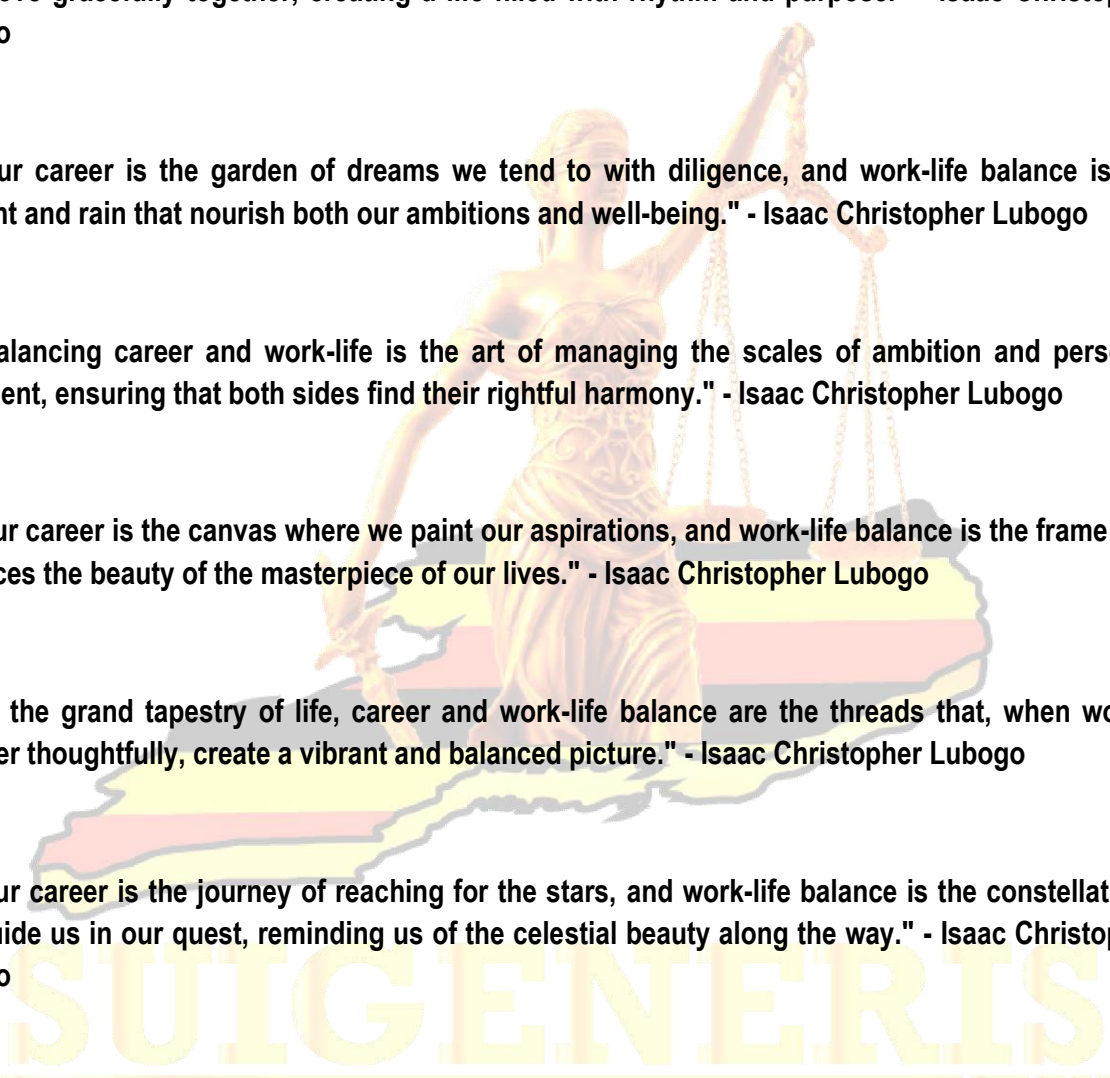 ove gracefully together, creating a life filled with rhythm and purpose." - Isaac Christop
o
ur career is the garden of dreams we tend to with diligence, and work-life balance is
nt and rain that nourish both our ambitions and well-being." - Isaac Christopher Lubogo
alancing career and work-life is the art of managing the scales of ambition and perso
ent, ensuring that both sides find their rightful harmony." - Isaac Christopher Lubogo
ur career is the canvas where we paint our aspirations, and work-life balance is the frame
ces the beauty of the masterpiece of our lives." - Isaac Christopher Lubogo
the grand tapestry of life, career and work-life balance are the threads that, when wo
er thoughtfully, create a vibrant and balanced picture." - Isaac Christopher Lubogo
ur career is the journey of reaching for the stars, and work-life balance is the constellat
uide us in our quest, reminding us of the celestial beauty along the way." - Isaac Christop
o
SUIGENERIS